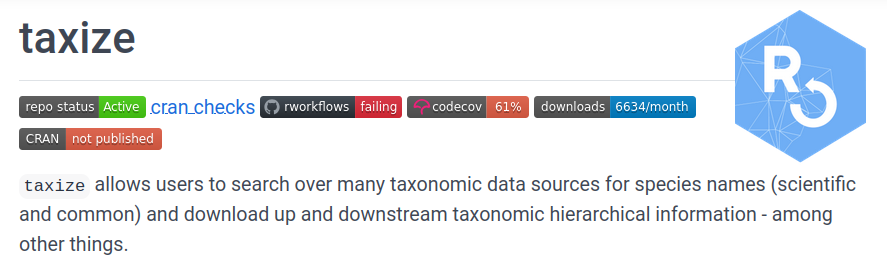 taxize
repo status Active cran_checks rworkflows failing codecov 61% downloads 6634/month
CRAN not published
taxize allows users to search over many taxonomic data sources for species names (scientific
and common) and download up and downstream taxonomic hierarchical information - among
other things.
R